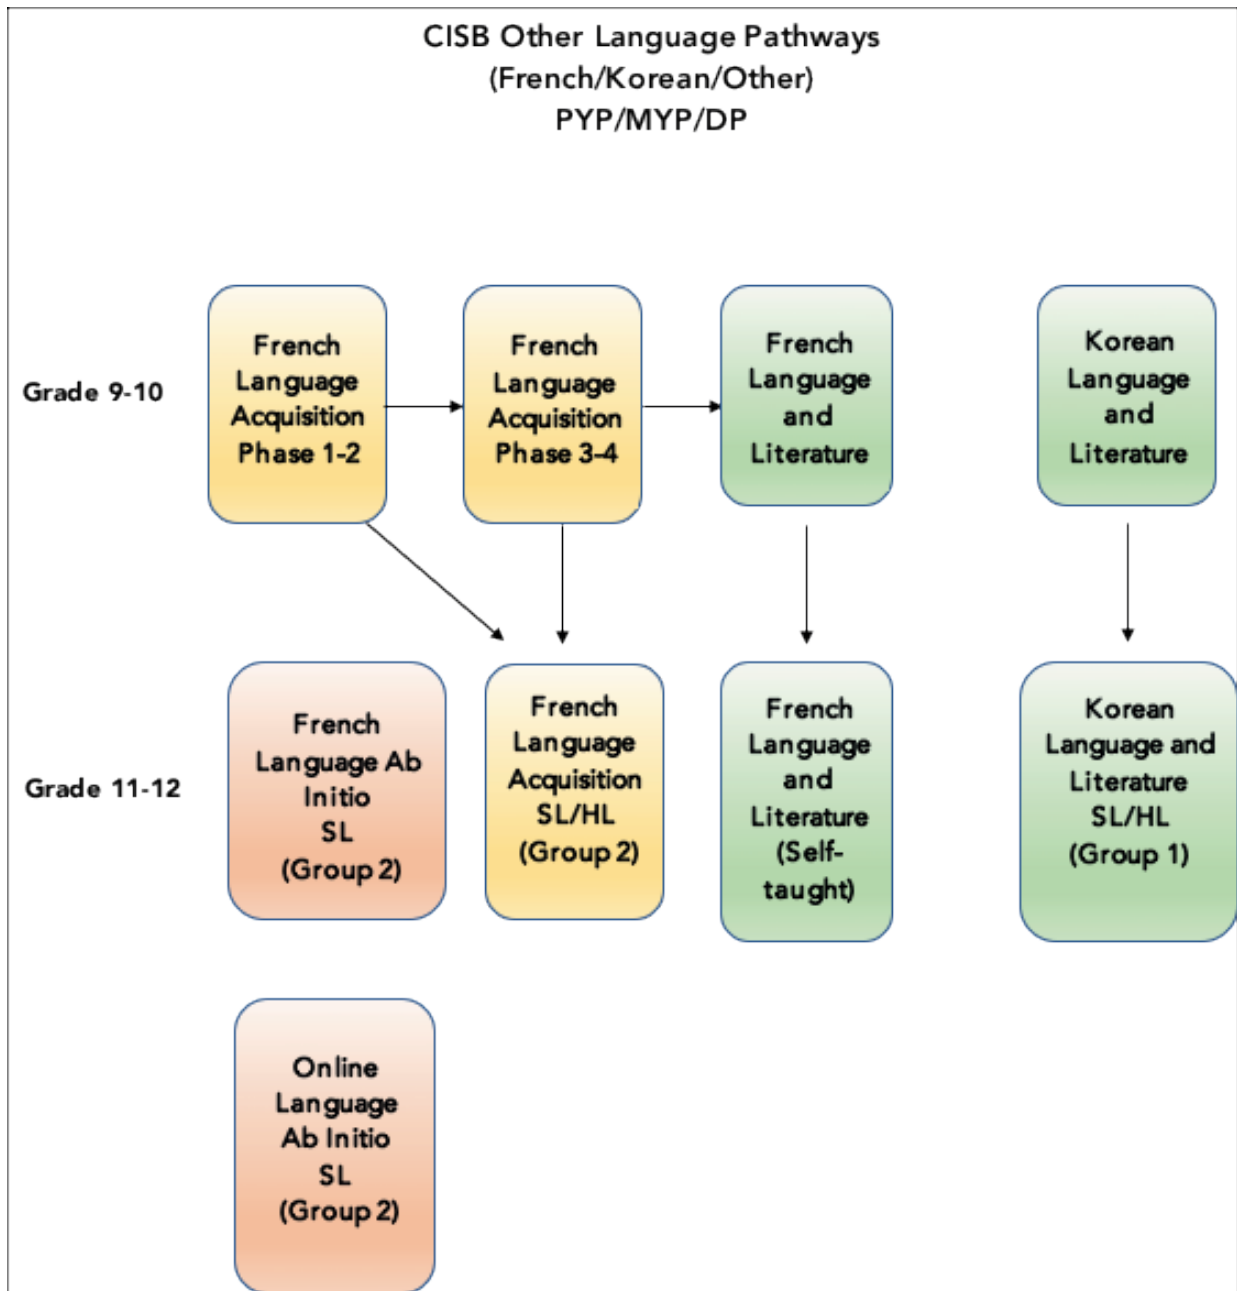 CISB Other Language Pathways
(French/Korean/Other)
PYP/MYP/DP
Grade 9-10
French
Language
Acquisition
Phase 1-2
French
Language
Acquisition
Phase 3-4
French
Language
and
Literature
Korean
Language
and
Literature
Grade 11-12
French
Language Ab
Initio
SL
(Group 2)
French
Language
Acquisition
SL/HL
(Group 2)
French
Language
and
Literature
(Self-
taught)
Korean
Language and
Literature
SL/HL
(Group 1)
Online
Language
Ab Initio
SL
(Group 2)